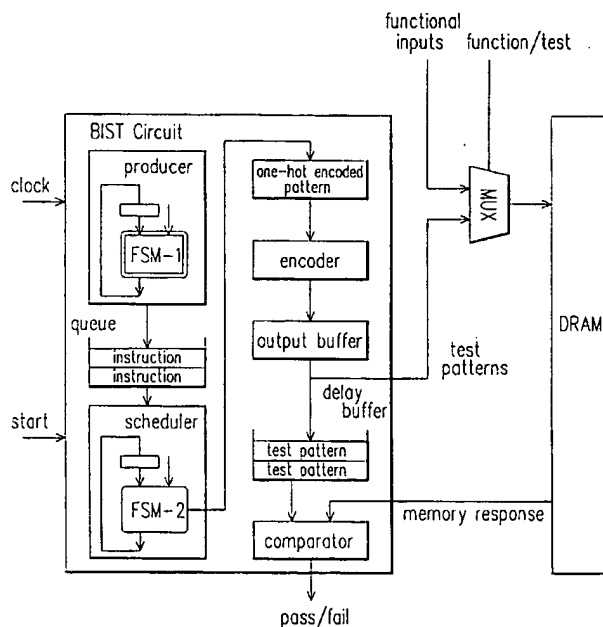 functional
inputs
function/test
BIST Circuit
producer
clock
FSM-1
queue
instruction
instruction
start
scheduler
FSM-2
one-hot encoded
pattern
encoder
output buffer
delay
buffer
test pattern
test pattern
comparator
pass/fail
MUX
test
patterns
memory response
DRAM